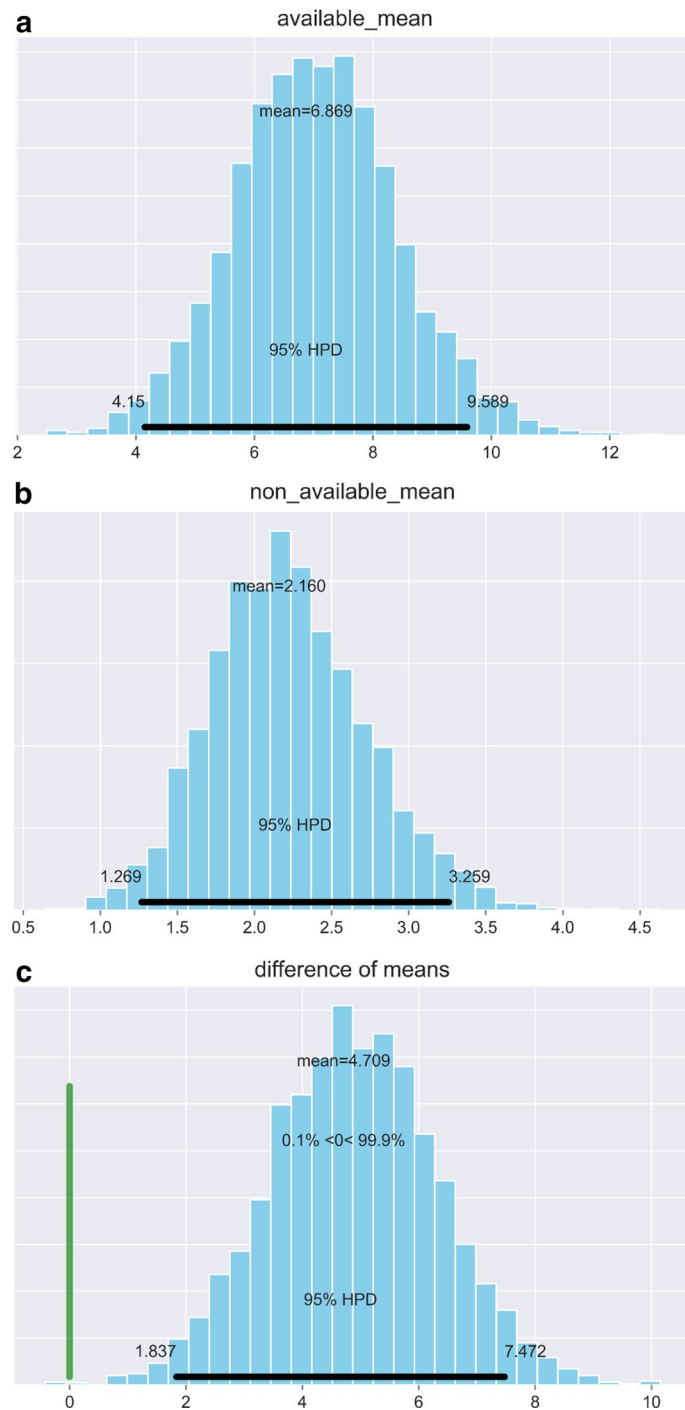 a available_mean
mean=6.869
95% HPD
4.15 9.589
2 4 6 8 10 12
b non_available_mean
mean=2.160
95% HPD
1.269 3.259
0.5 1.0 1.5 2.0 2.5 3.0 3.5 4.0 4.5
c difference of means
mean=4.709
0.1% <0< 99.9%
95% HPD
1.837 7.472
0 2 4 6 8 10